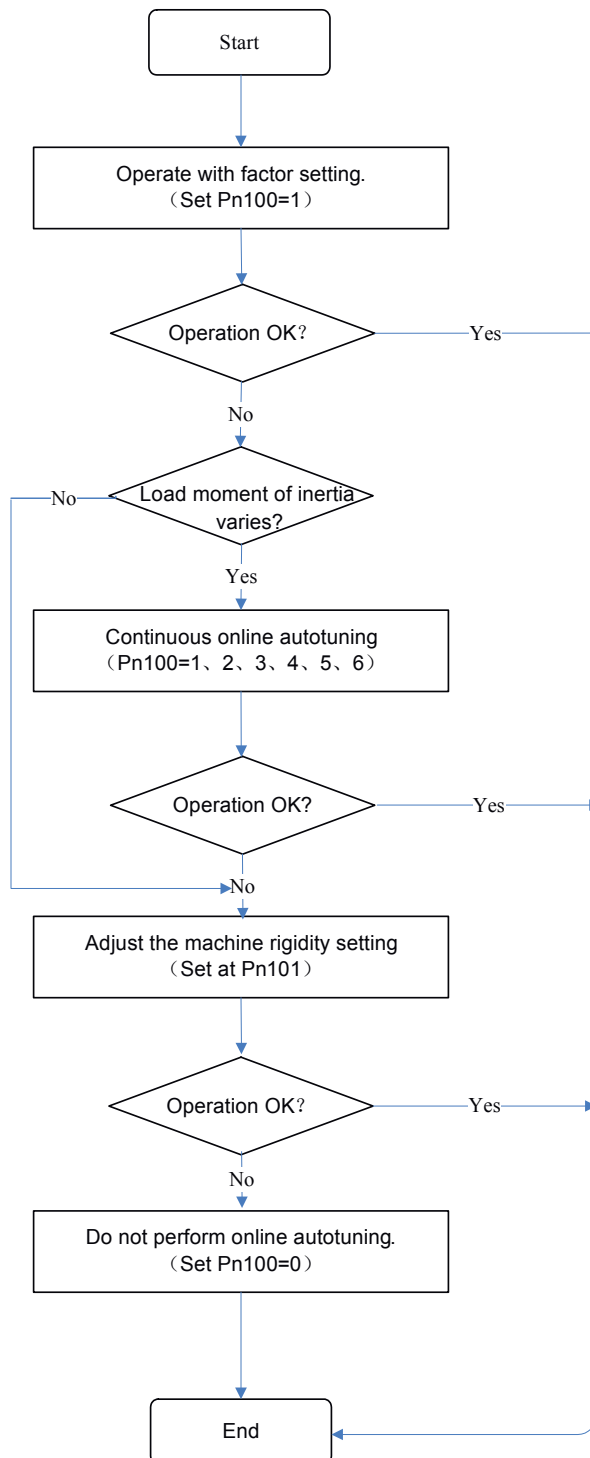 Start
Operate with factor setting.
（Set Pn100=1）
Operation OK？
Yes
No
Load moment of inertia
varies?
No
Yes
Continuous online autotuning
（Pn100=1、2、3、4、5、6）
Operation OK?
Yes
No
Adjust the machine rigidity setting
（Set at Pn101）
Operation OK？
Yes
No
Do not perform online autotuning.
（Set Pn100=0）
End